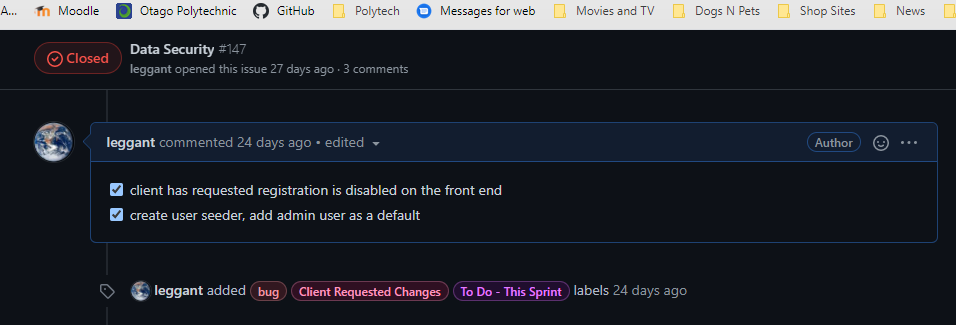 A... Moodle Otago Polytechnic GitHub Polytech Messages for web Movies and TV Dogs N Pets Shop Sites News
Closed
Data Security #147
leggant opened this issue 27 days ago · 3 comments
leggant commented 24 days ago • edited
Author
client has requested registration is disabled on the front end
create user seeder, add admin user as a default
leggant added bug Client Requested Changes To Do - This Sprint labels 24 days ago